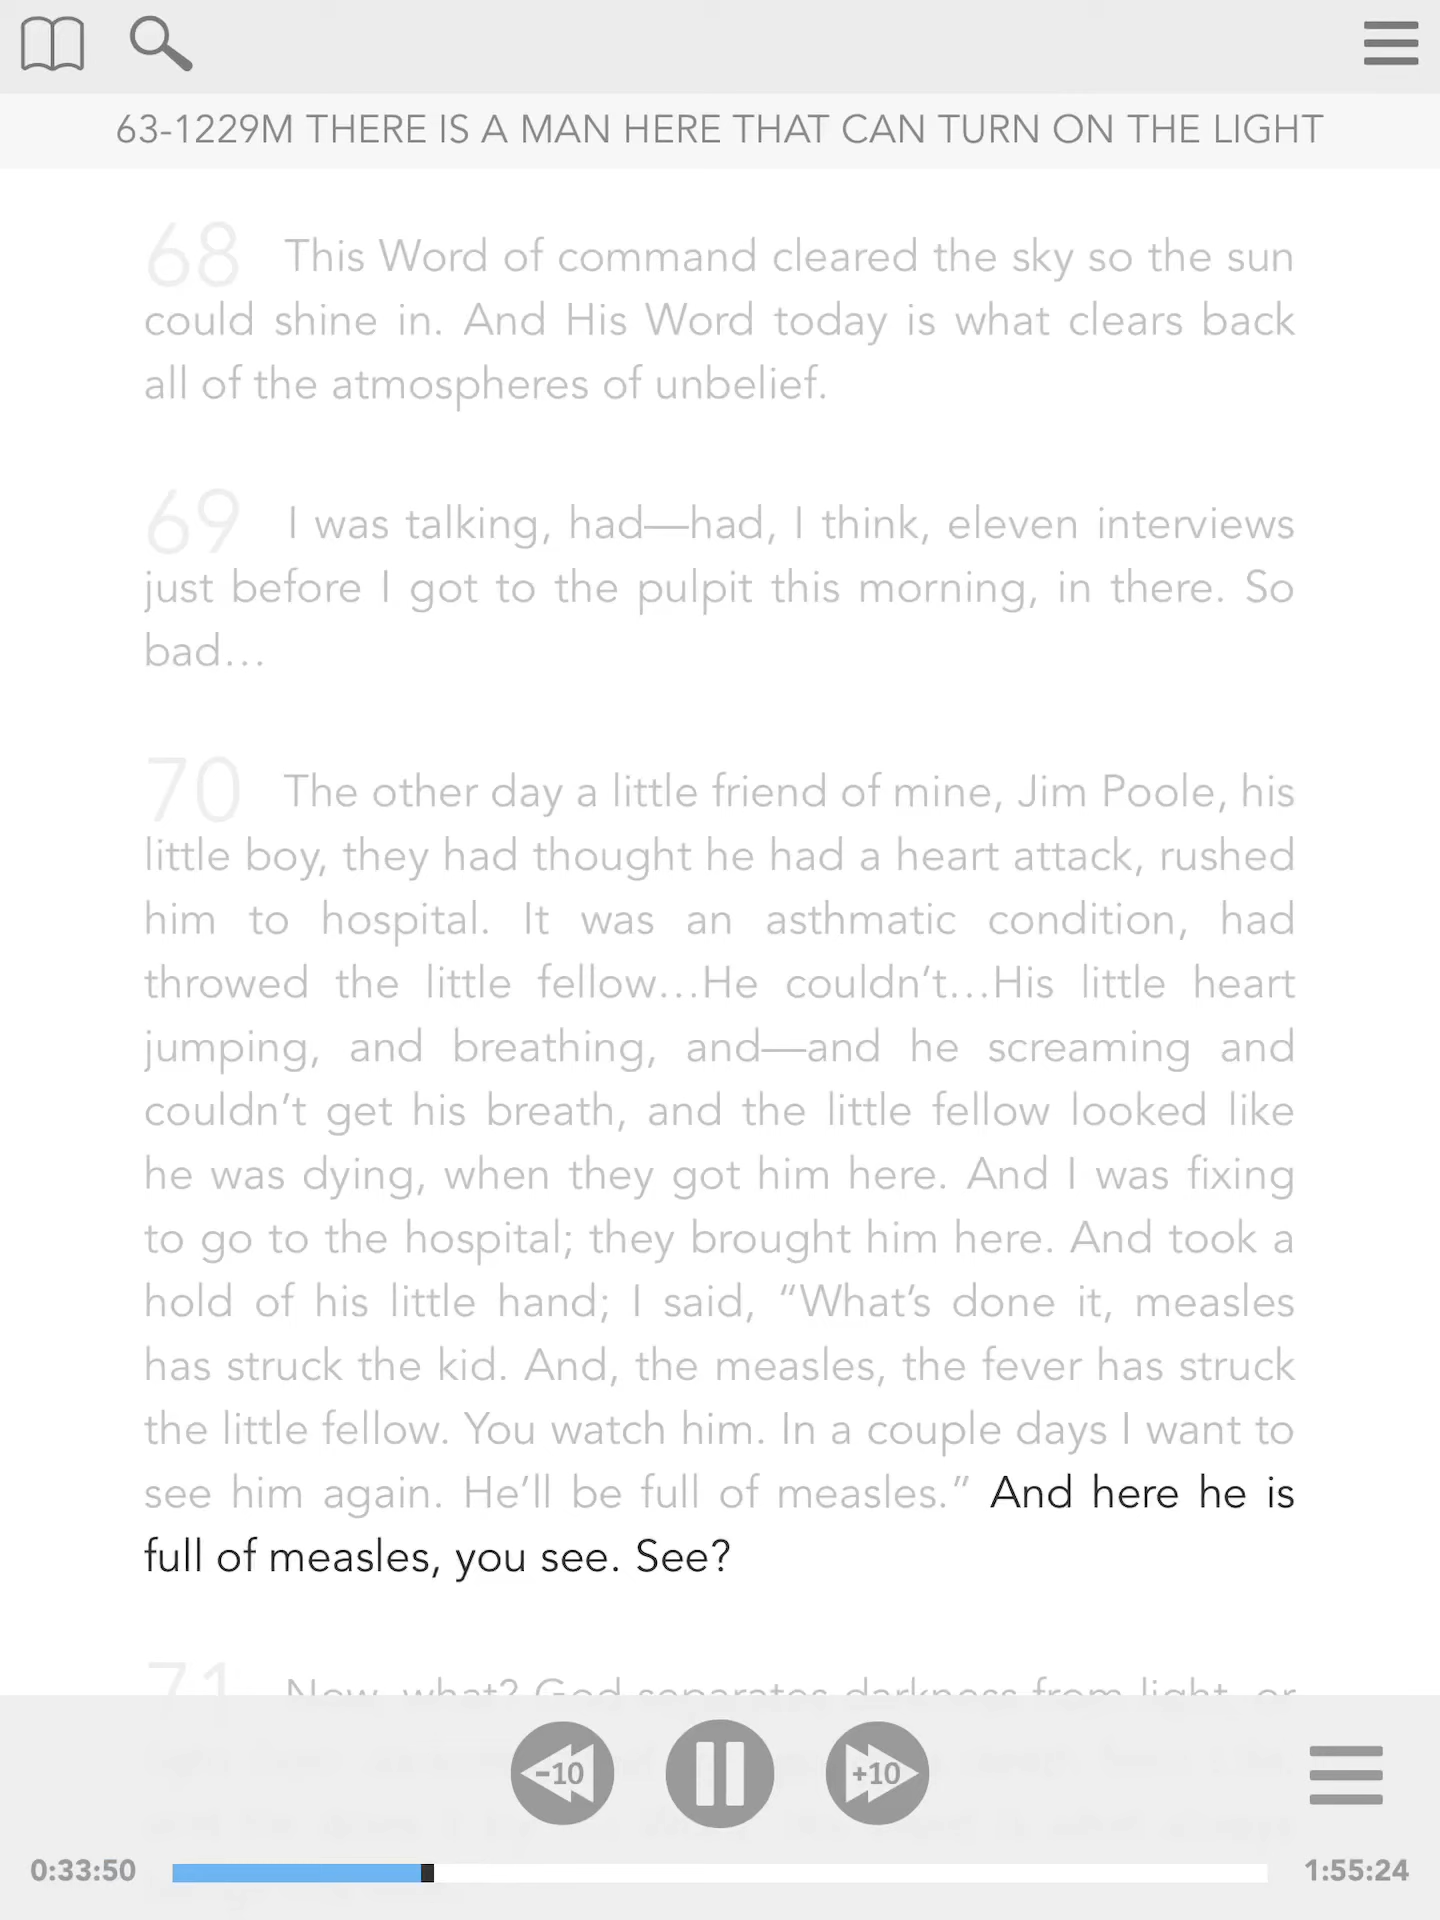 63-1229M THERE IS A MAN HERE THAT CAN TURN ON THE LIGHT
68 This Word of command cleared the sky so the sun
could shine in. And His Word today is what clears back
all of the atmospheres of unbelief.
69 I was talking, had—had, I think, eleven interviews
just before I got to the pulpit this morning, in there. So
bad…
70 The other day a little friend of mine, Jim Poole, his
little boy, they had thought he had a heart attack, rushed
him to hospital. It was an asthmatic condition, had
throwed the little fellow…He couldn’t…His little heart
jumping, and breathing, and—and he screaming and
couldn’t get his breath, and the little fellow looked like
he was dying, when they got him here. And I was fixing
to go to the hospital; they brought him here. And took a
hold of his little hand; I said, “What’s done it, measles
has struck the kid. And, the measles, the fever has struck
the little fellow. You watch him. In a couple days I want to
see him again. He’ll be full of measles.” And here he is
full of measles, you see. See?
71 Now, what? God separates darkness from light, or
-10 +10
0:33:50 1:55:24